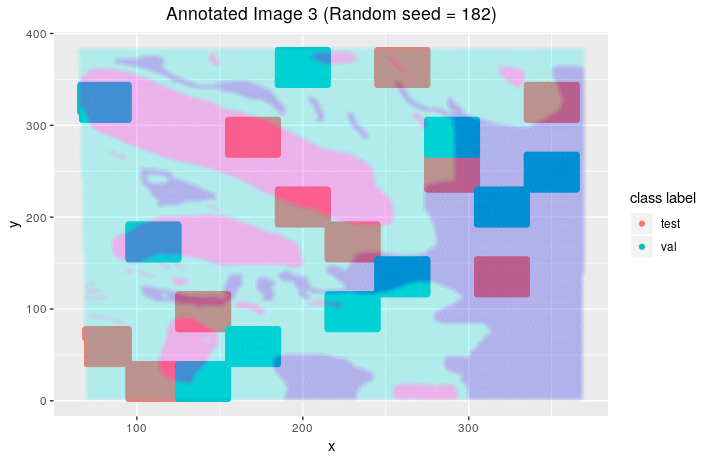 Annotated Image 3 (Random seed = 182)
400
300
200
100
0
y
100
200
300
x
class label
test
val